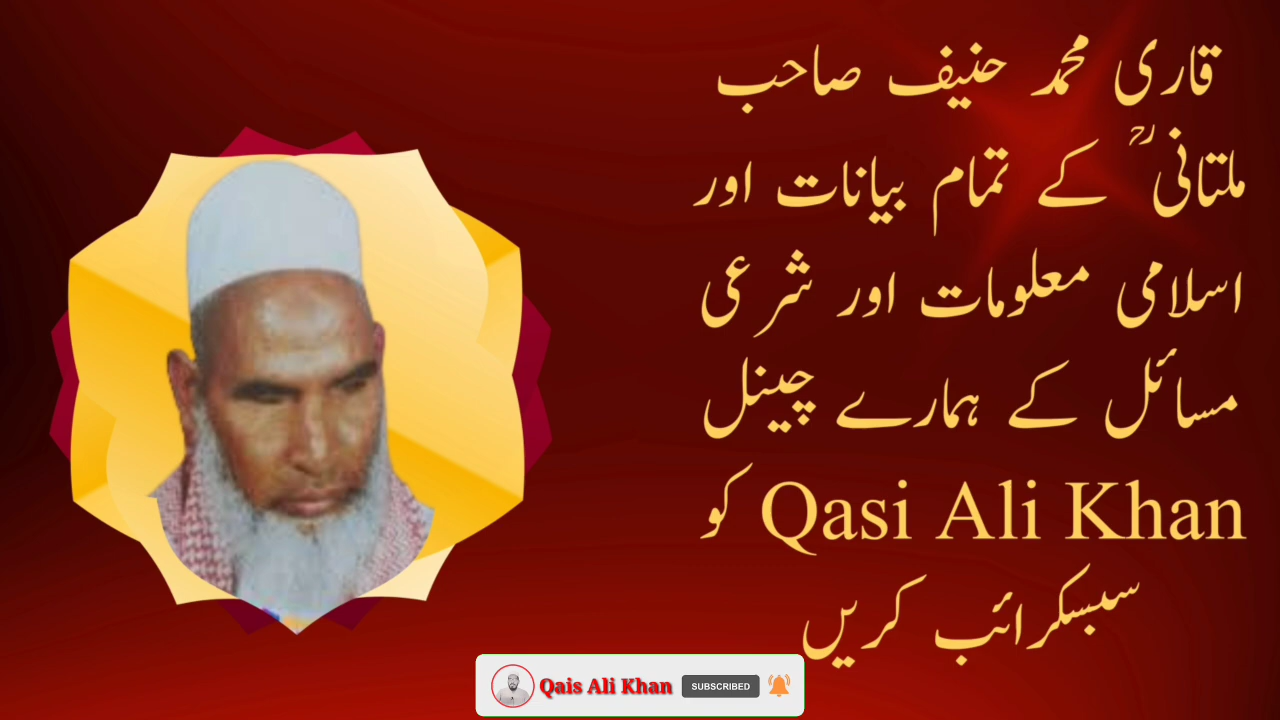 قاری محمد حنیف صاحب
ملتانی ؒ کے تمام بیانات اور
اسلامی معلومات اور شرعی
مسائل کے ہمارے چینل
Qasi Ali Khan کو
سبسکرائب کریں
Qais Ali Khan SUBSCRIBED